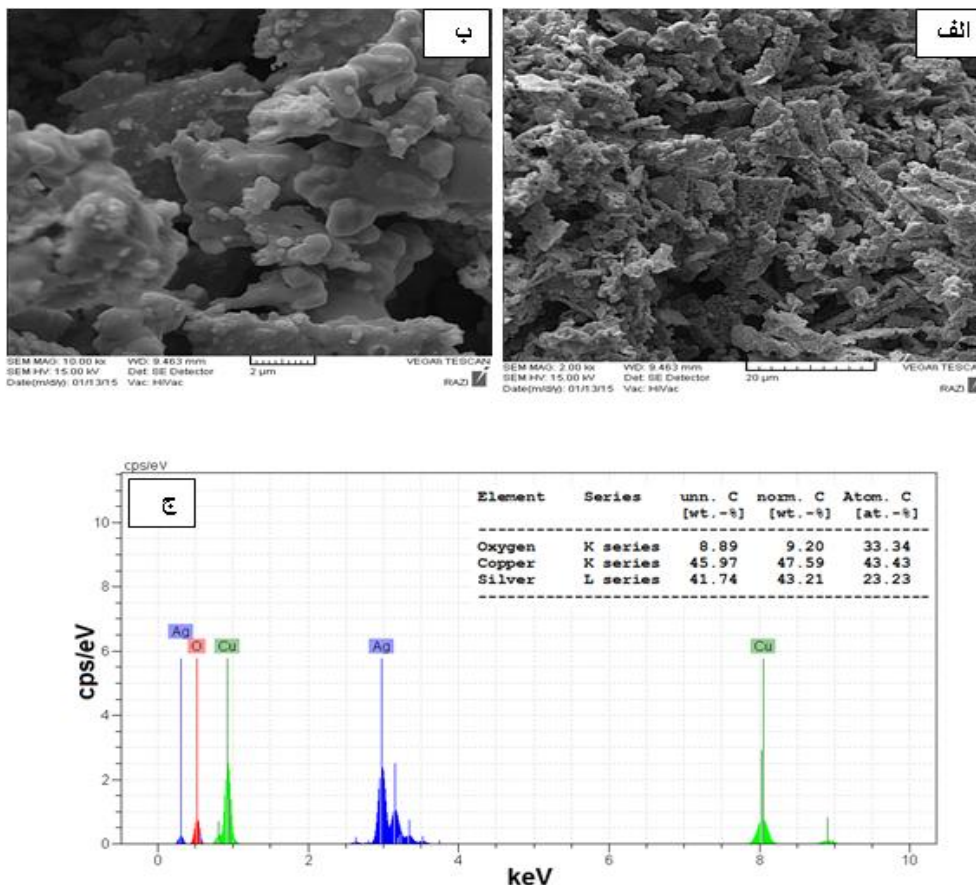 ب
SEM MAG: 10.00 kx WD: 9.463 mm
SEM HV: 15.00 kV Det: SE Detector 2 µm VEGAII TESCAN
Date(m/d/y): 01/13/15 Vac: HiVac RAZI
الف
SEM MAG: 2.00 kx WD: 9.463 mm
SEM HV: 15.00 kV Det: SE Detector 20 µm VEGAII TESCA
Date(m/d/y): 01/13/15 Vac: HiVac RAZI
cps/eV
ج
Element Series unn. C norm. C Atom. C
[wt.-%] [wt.-%] [at.-%]
Oxygen K series 8.89 9.20 33.34
Copper K series 45.97 47.59 43.43
Silver L series 41.74 43.21 23.23
10
8
6
4
2
0
cps/eV
Ag O Cu Ag Cu
0 2 4 6 8 10
keV